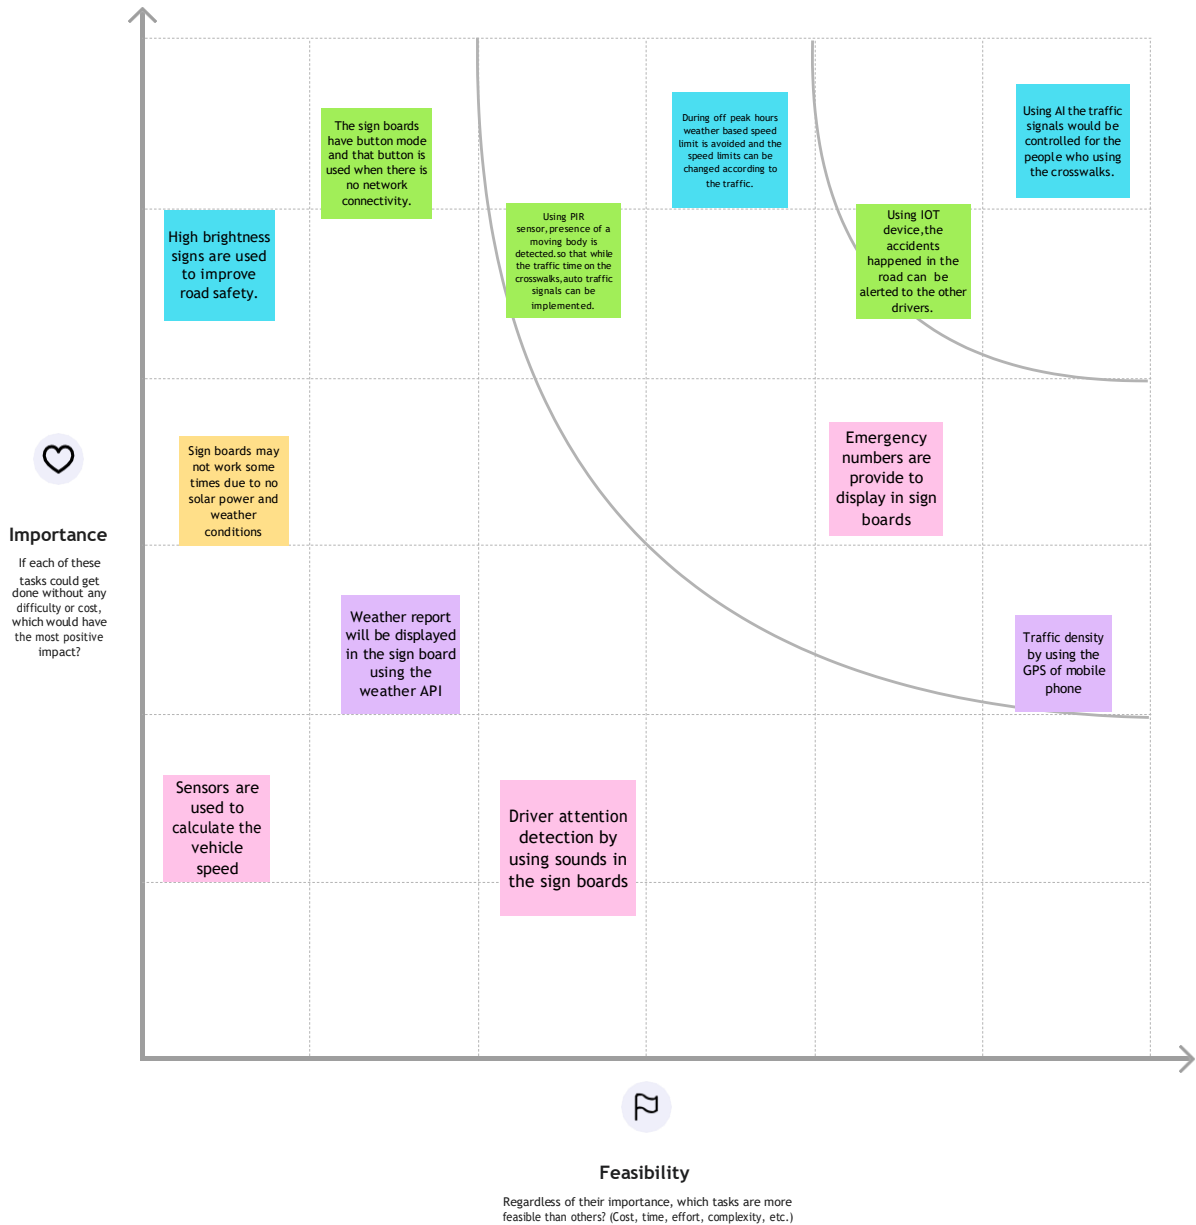 Using AI the traffic
signals would be
controlled for the
people who using
the crosswalks.
During off peak hours
weather based speed
limit is avoided and the
speed limits can be
changed according to
the traffic.
The sign boards
have button mode
and that button is
used when there is
no network
connectivity.
High brightness
signs are used
to improve
road safety.
Using PIR
sensor,presence of a
moving body is
detected.so that while
the traffic time on the
crosswalks,auto traffic
signals can be
implemented.
Using IOT
device,the
accidents
happened in the
road can be
alerted to the other
drivers.
Emergency
numbers are
provide to
display in sign
boards
Sign boards may
not work some
times due to no
solar power and
weather
conditions
Importance
If each of these
tasks could get
done without any
difficulty or cost,
which would have
the most positive
impact?
Weather report
will be displayed
in the sign board
using the
weather API
Traffic density
by using the
GPS of mobile
phone
Sensors are
used to
calculate the
vehicle
speed
Driver attention
detection by
using sounds in
the sign boards
Feasibility
Regardless of their importance, which tasks are more
feasible than others? (Cost, time, effort, complexity, etc.)